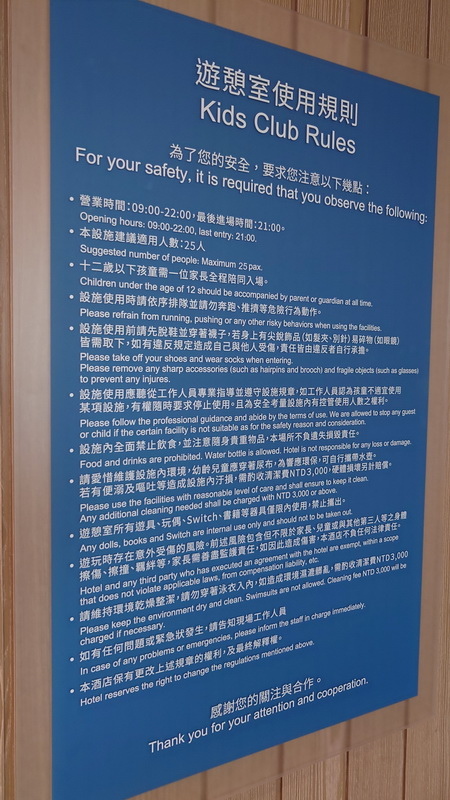 遊憩室使用規則
Kids Club Rules
為了您的安全，要求您注意以下幾點：
For your safety, it is required that you observe the following:
• 營業時間：09:00-22:00，最後進場時間：21:00。
Opening hours: 09:00-22:00, last entry: 21:00.
• 本設施建議適用人數：25人
Suggested number of people: Maximum 25 pax.
• 十二歲以下孩童需一位家長全程陪同入場。
Children under the age of 12 should be accompanied by parent or guardian at all time.
• 設施使用時請依序排隊並請勿奔跑、推擠等危險行為動作。
Please refrain from running, pushing or any other risky behaviors when using the facilities.
• 設施使用前請先脫鞋並穿著襪子，若身上有尖銳飾品（如髮夾、別針）易碎物（如眼鏡）
皆需取下，如有違反規定造成自己與他人受傷，責任皆由違反者自行承擔。
Please take off your shoes and wear socks when entering.
Please remove any sharp accessories (such as hairpins and brooch) and fragile objects (such as glasses)
to prevent any injures.
• 設施使用應聽從工作人員專業指導並遵守設施規章，如工作人員認為孩童不適宜使用
某項設施，有權隨時要求停止使用。且為安全考量設施內有控管使用人數之權利。
Please follow the professional guidance and abide by the terms of use. We are allowed to stop any guest
or child if the certain facility is not suitable as for the safety reason and consideration.
• 設施內全面禁止飲食，並注意隨身貴重物品，本場所不負遺失損毀責任。
Food and drinks are prohibited. Water bottle is allowed. Hotel is not responsible for any loss or damage.
• 請愛惜維護設施內環境，幼齡兒童應穿著尿布，為響應環保，可自行攜帶水壺。
若有便溺及嘔吐等造成設施內汙損，需酌收清潔費NTD3,000，硬體損壞另計賠償。
Please use the facilities with reasonable level of care and shall ensure to keep it clean.
Any additional cleaning needed shall be charged with NTD 3,000 or above.
• 遊憩室所有遊具、玩偶、Switch、書籍等器具僅限內使用，禁止攜出。
Any dolls, books and Switch are internal use only and should not to be taken out.
• 遊玩時存在意外受傷的風險。前述風險包含但不限於家長、兒童或與其他第三人等之身體
擦傷、擦撞、羈絆等，家長需善盡監護責任，如因此造成傷害，本酒店不負任何法律責任。
Hotel and any third party who has executed an agreement with the hotel are exempt, within a scope
that does not violate applicable laws, from compensation liability, etc.
• 請維持環境乾燥整潔，請勿穿著泳衣入內，如造成環境濕濃髒亂，需酌收清潔費NTD3,000
Please keep the environment dry and clean. Swimsuits are not allowed. Cleaning fee NTD 3,000 will be
charged if necessary.
• 如有任何問題或緊急狀發生，請告知現場工作人員
In case of any problems or emergencies, please inform the staff in charge immediately.
• 本酒店保有更改上述規章的權利，及最終解釋權。
Hotel reserves the right to change the regulations mentioned above.
感謝您的關注與合作。
Thank you for your attention and cooperation.